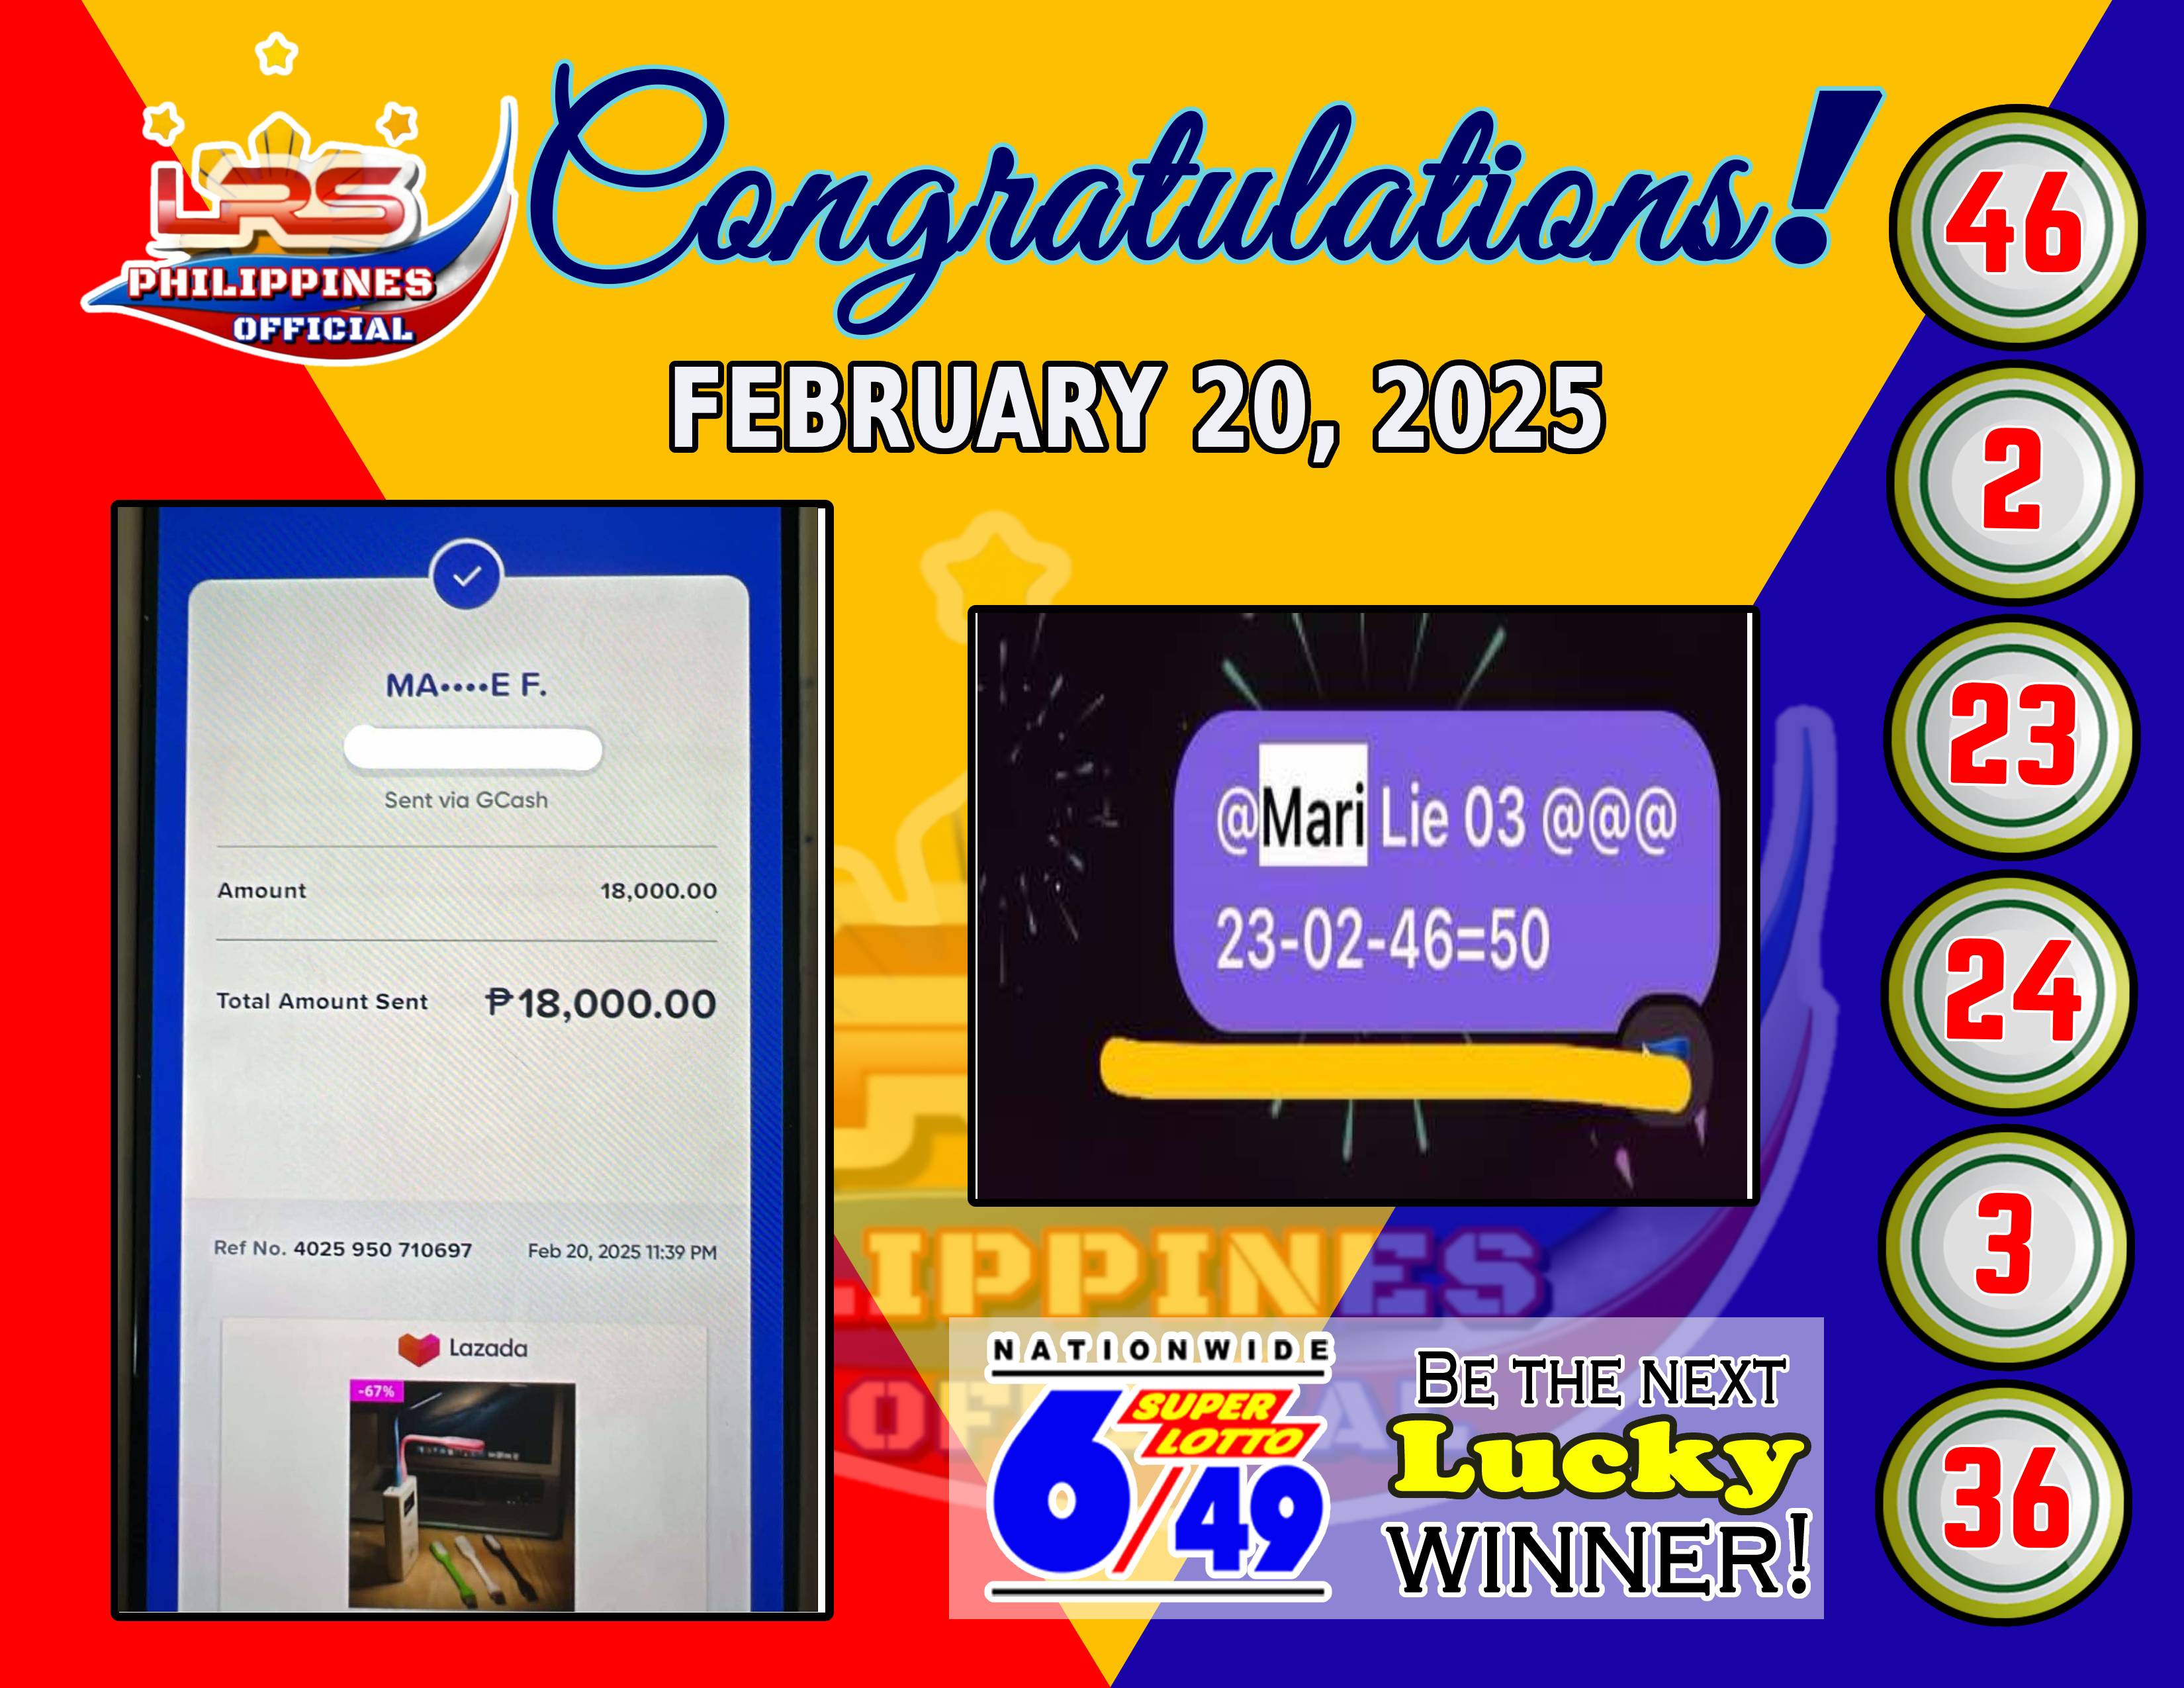 LRS
PHILIPPINES
OFFICIAL
Congratulations!
FEBRUARY 20, 2025
MA••••E F.
Sent via GCash
Amount 18,000.00
Total Amount Sent ₱18,000.00
Ref No. 4025 950 710697 Feb 20, 2025 11:39 PM
Lazada
-67%
@Mari Lie 03 @@@
23-02-46=50
LIPPINES
OFFICIAL
NATIONWIDE
SUPER
LOTTO
6/49
BE THE NEXT
Lucky
WINNER!
46
2
23
24
3
36